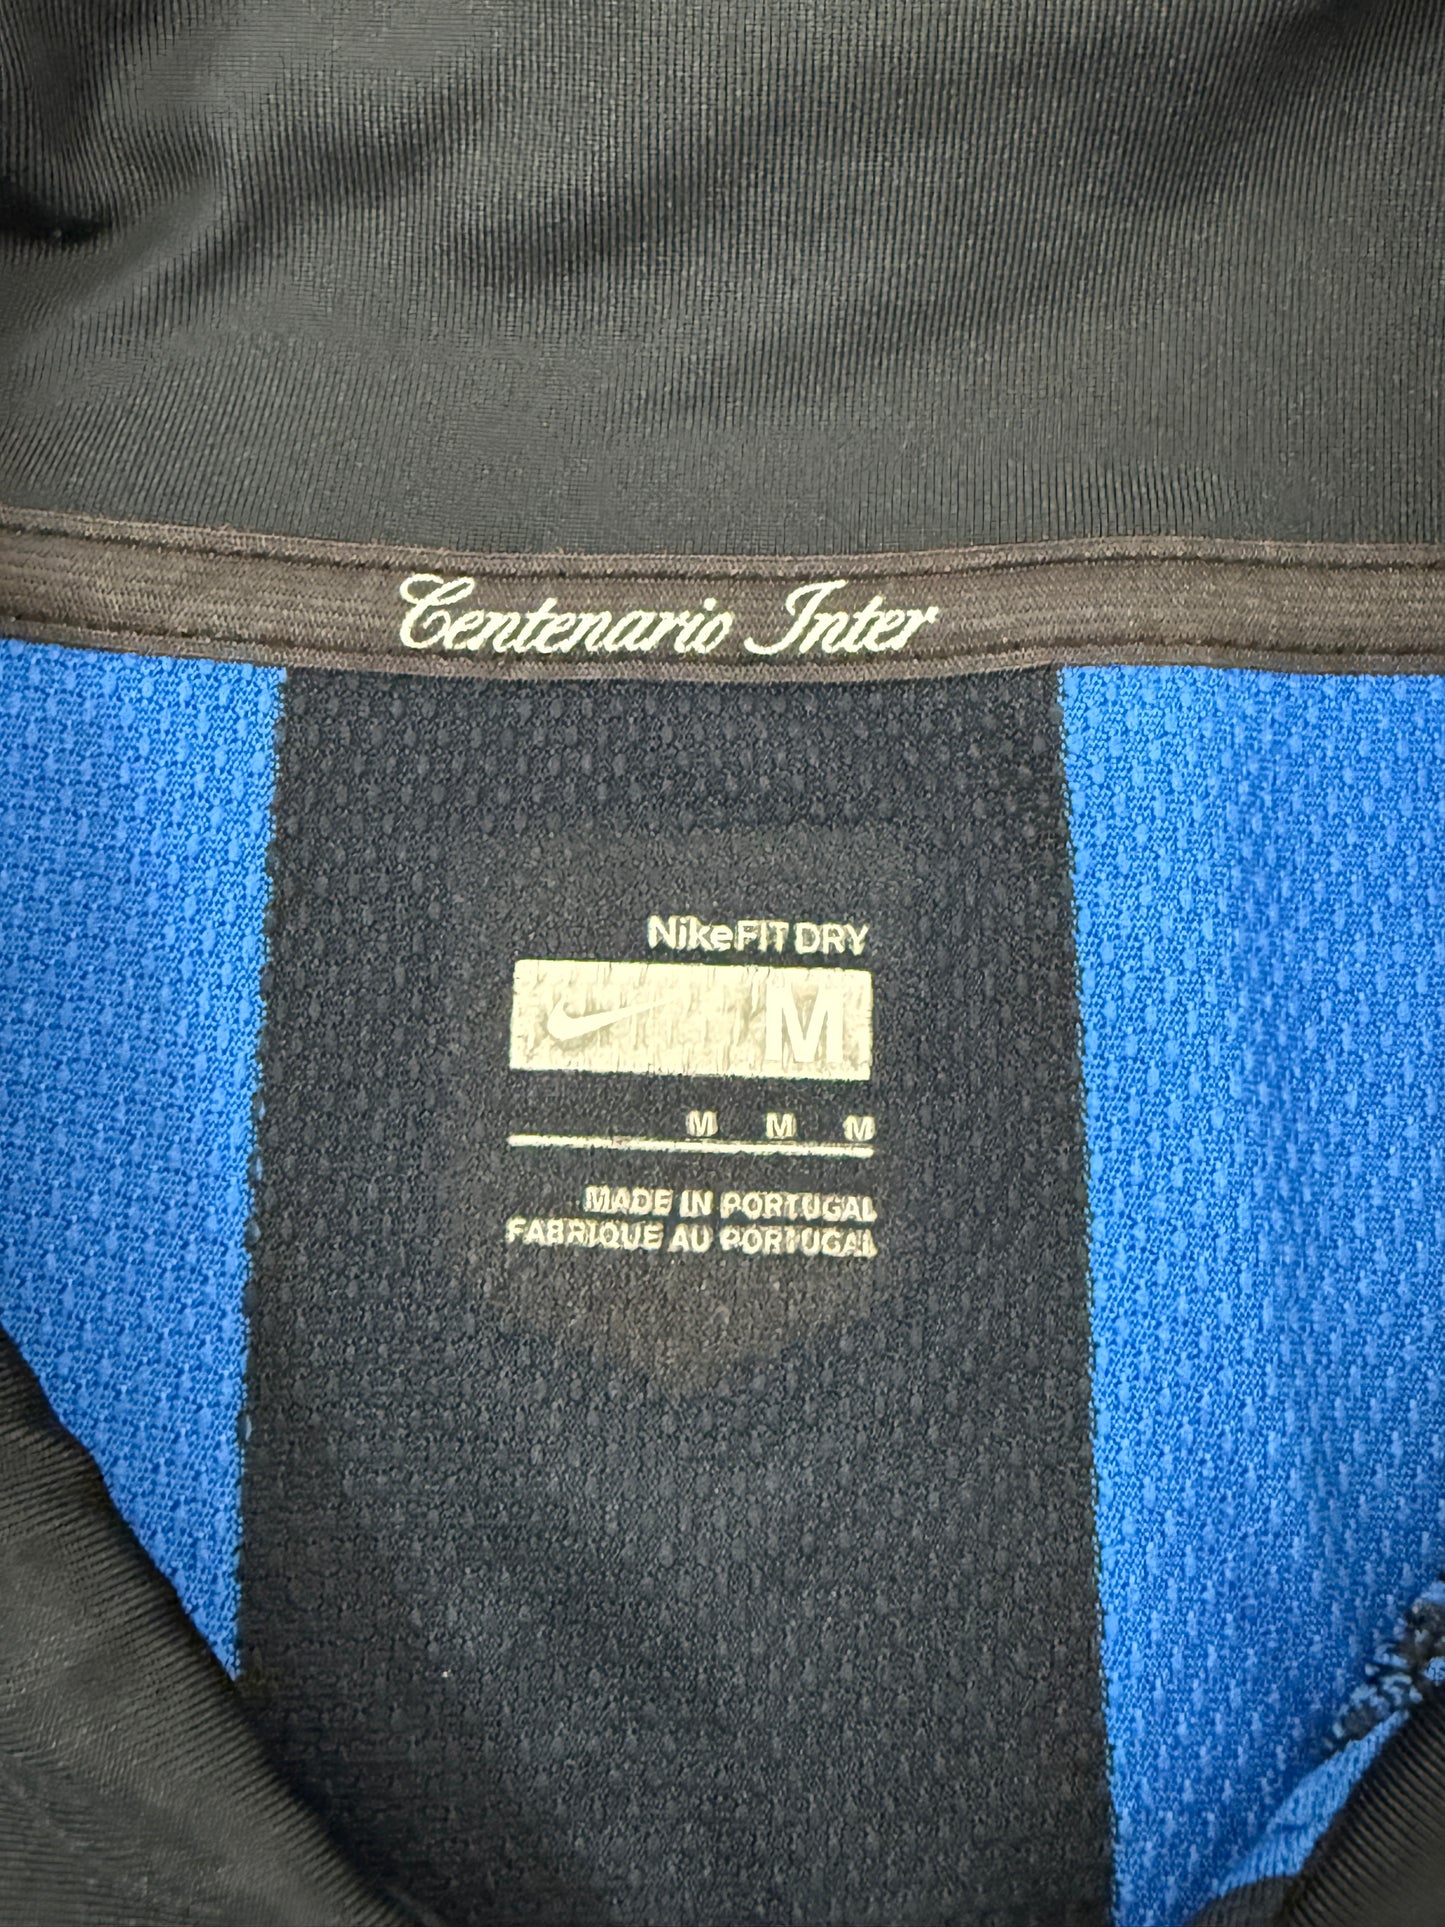 Centenario Inter
NikeFIT DRY
M
M M M
MADE IN PORTUGAL
FABRIQUE AU PORTUGAL